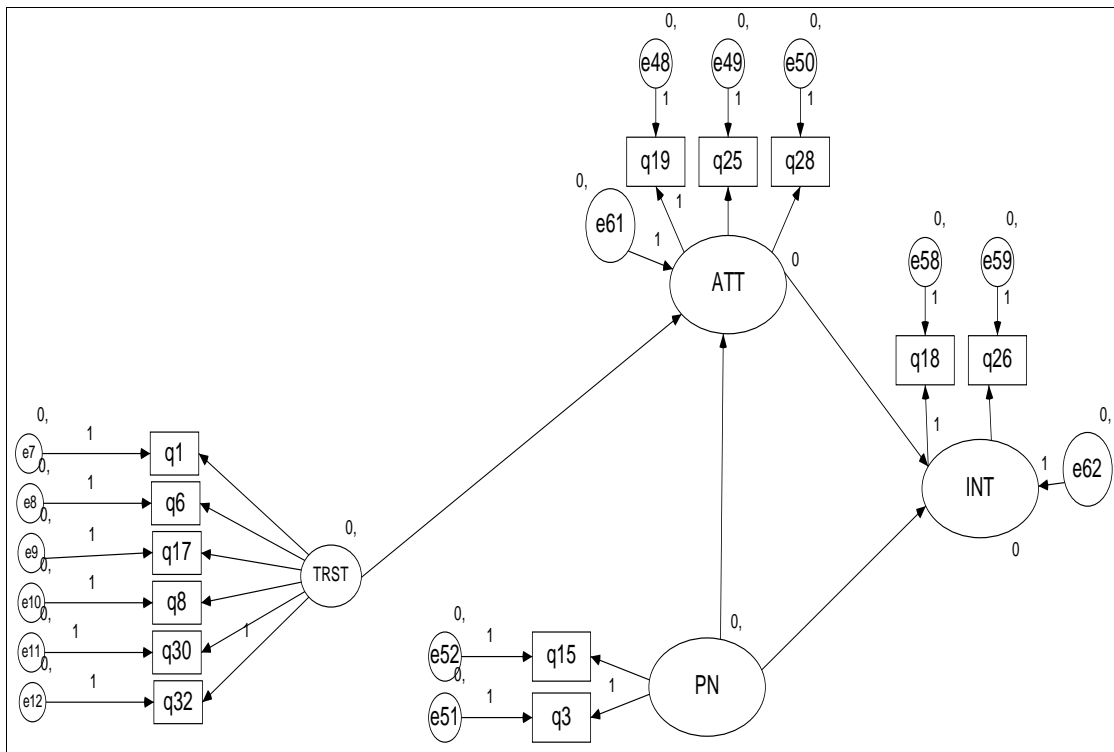 0, 0, 0,
e48 e49 e50
1 1 1
q19 q25 q28
0,
e61 1
1
ATT 0
0, 0,
e58 e59
1 1
q18 q26
1
0,
1 e62
INT
0
0,
e7 1 q1
0,
e8 1 q6
0,
e9 1 q17
0,
e10 1 q8
0,
e11 1 q30
0,
e12 1 q32
1
0,
TRST
0,
e52 1 q15
0,
e51 1 q3
1
0,
PN